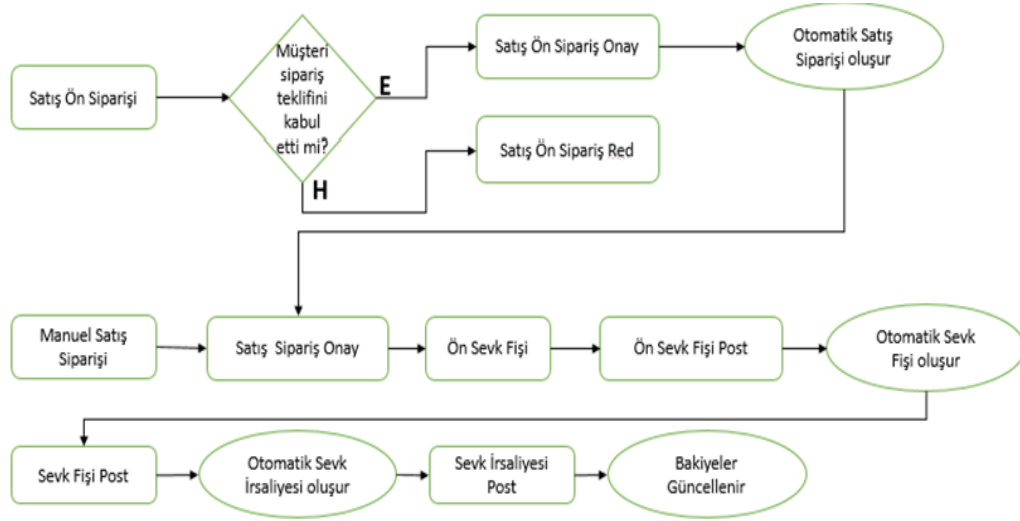 Satış Ön Siparişi
Müşteri
sipariş
teklifini
kabul
etti mi?
E
H
Satış Ön Sipariş Onay
Otomatik Satış
Siparişi oluşur
Satış Ön Sipariş Red
Manuel Satış
Siparişi
Satış Sipariş Onay
Ön Sevk Fişi
Ön Sevk Fişi Post
Otomatik Sevk
Fişi oluşur
Sevk Fişi Post
Otomatik Sevk
İrsaliyesi oluşur
Sevk İrsaliyesi
Post
Bakiyeler
Güncellenir